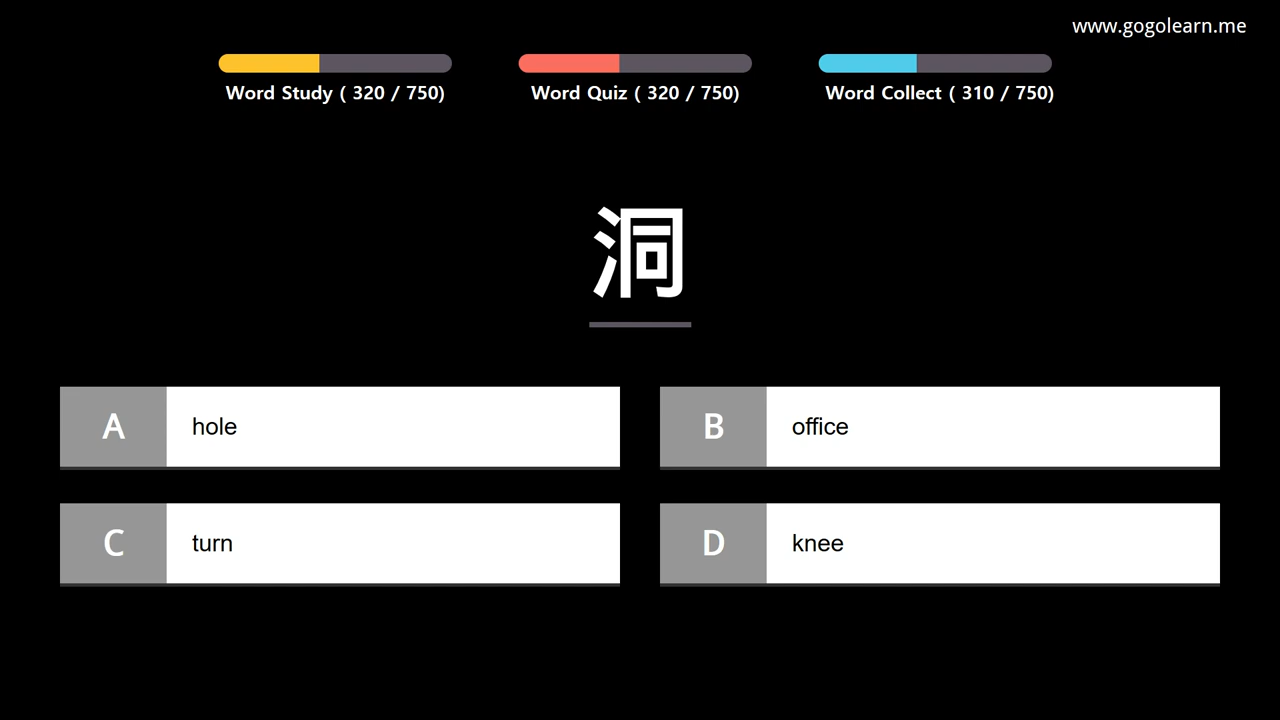 www.gogolearn.me
Word Study ( 320 / 750)
Word Quiz ( 320 / 750)
Word Collect ( 310 / 750)
洞
A hole
B office
C turn
D knee